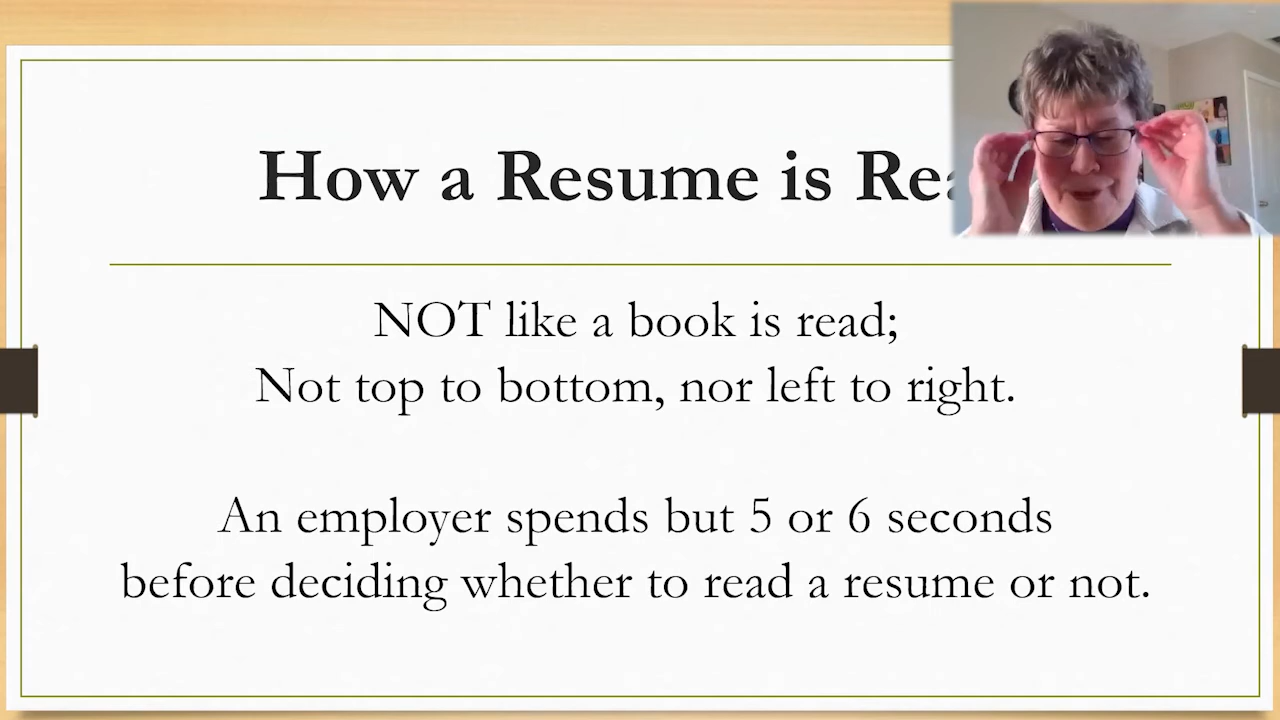 How a Resume is Rea
NOT like a book is read;
Not top to bottom, nor left to right.
An employer spends but 5 or 6 seconds
before deciding whether to read a resume or not.